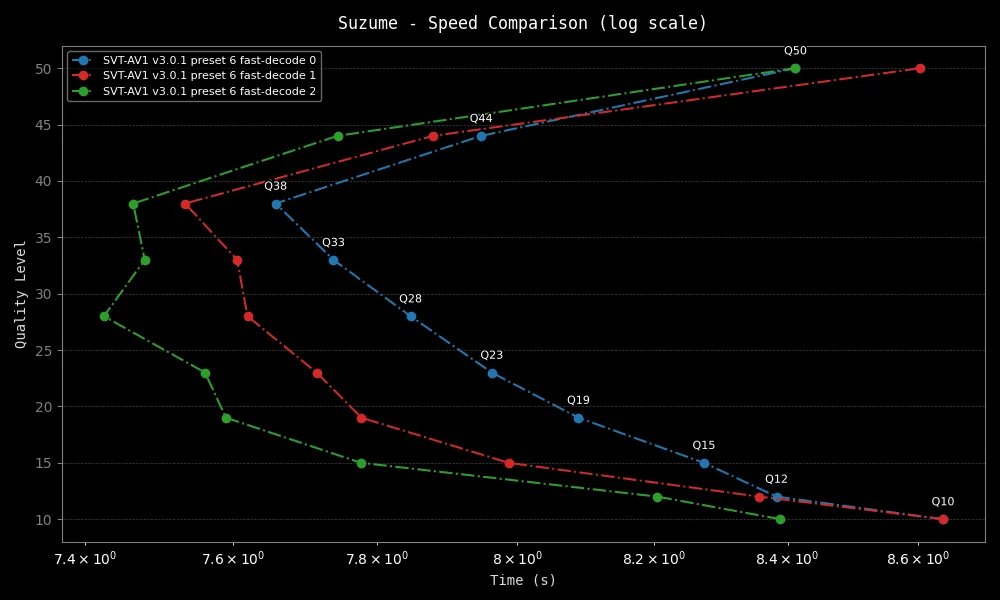 Suzume - Speed Comparison (log scale)
SVT-AV1 v3.0.1 preset 6 fast-decode 0
SVT-AV1 v3.0.1 preset 6 fast-decode 1
SVT-AV1 v3.0.1 preset 6 fast-decode 2
Q50
Q44
Q38
Q33
Q28
Q23
Q19
Q15
Q12
Q10
50
45
40
35
30
25
20
15
10
Quality Level
7.4 × 10⁰ 7.6 × 10⁰ 7.8 × 10⁰ 8 × 10⁰ 8.2 × 10⁰ 8.4 × 10⁰ 8.6 × 10⁰
Time (s)